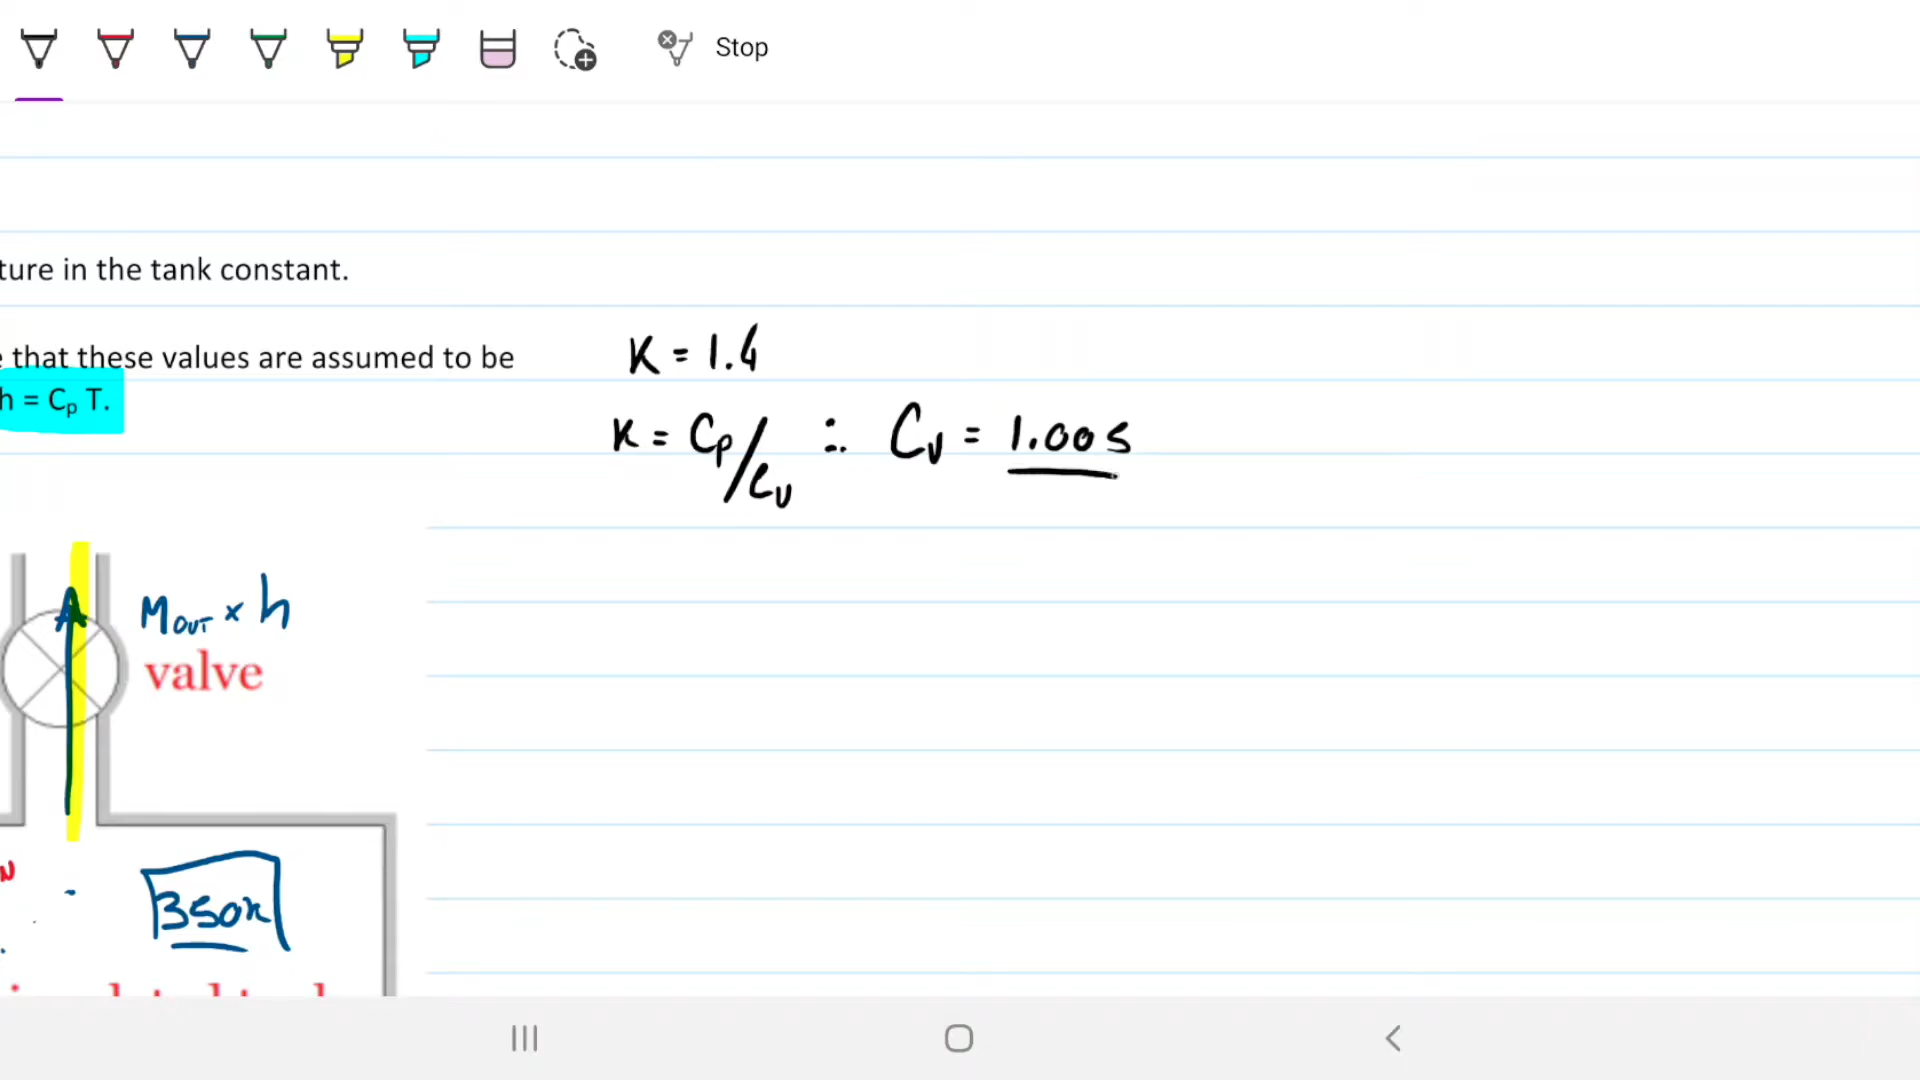 Stop
ture in the tank constant.
that these values are assumed to be
h = Cp T.
K = 1.4
K = Cp/Cv ∴ Cv = 1.005
MOUT × h
valve
N
350K